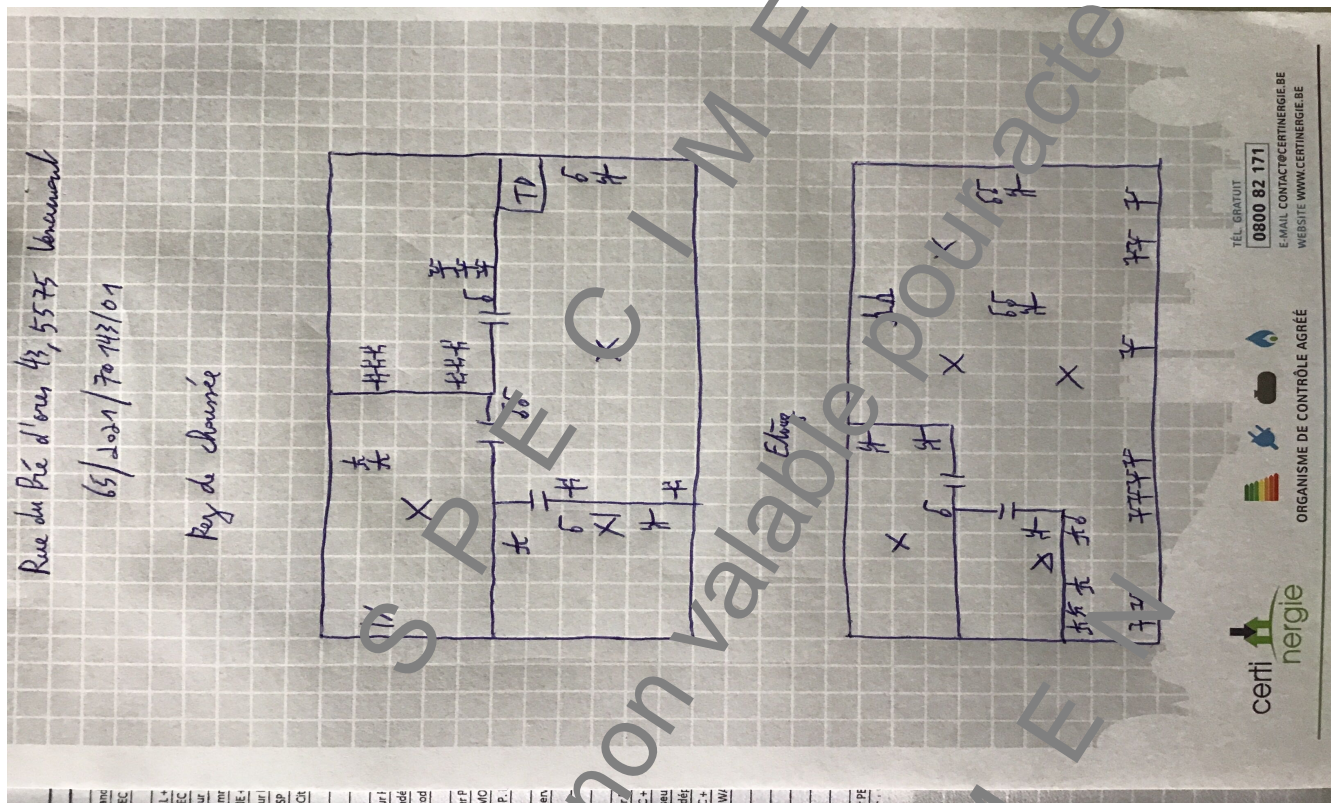 Rue du Pré d'ores 43, 5575
65/2021/70143/01
Rez de chaussée
TD
Etage
SPECIMEN
non valable pour acte
certi
nergie
ORGANISME DE CONTRÔLE AGRÉÉ
TÉL. GRATUIT
0800 82 171
E-MAIL CONTACT@CERTINERGIE.BE
WEBSITE WWW.CERTINERGIE.BE